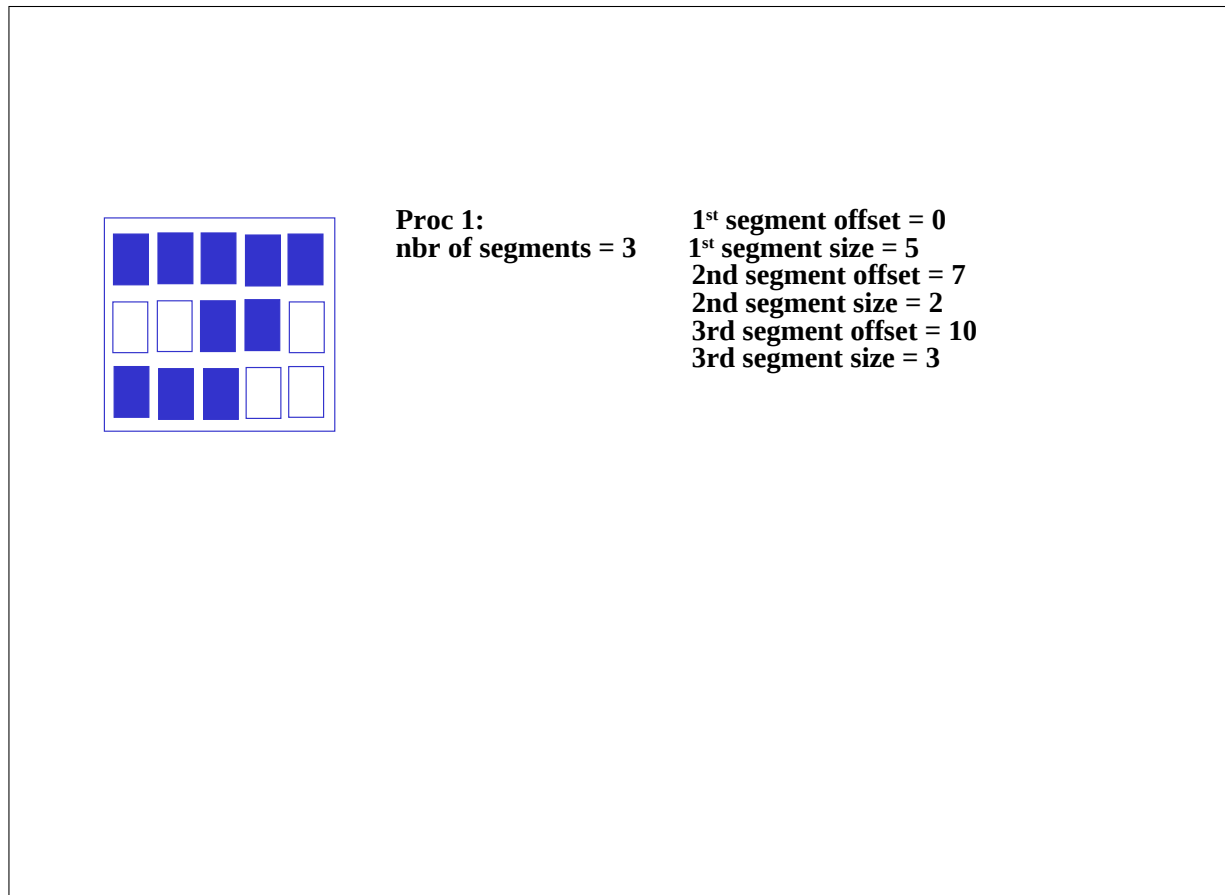 Proc 1:
nbr of segments = 3
1st segment offset = 0
1st segment size = 5
2nd segment offset = 7
2nd segment size = 2
3rd segment offset = 10
3rd segment size = 3